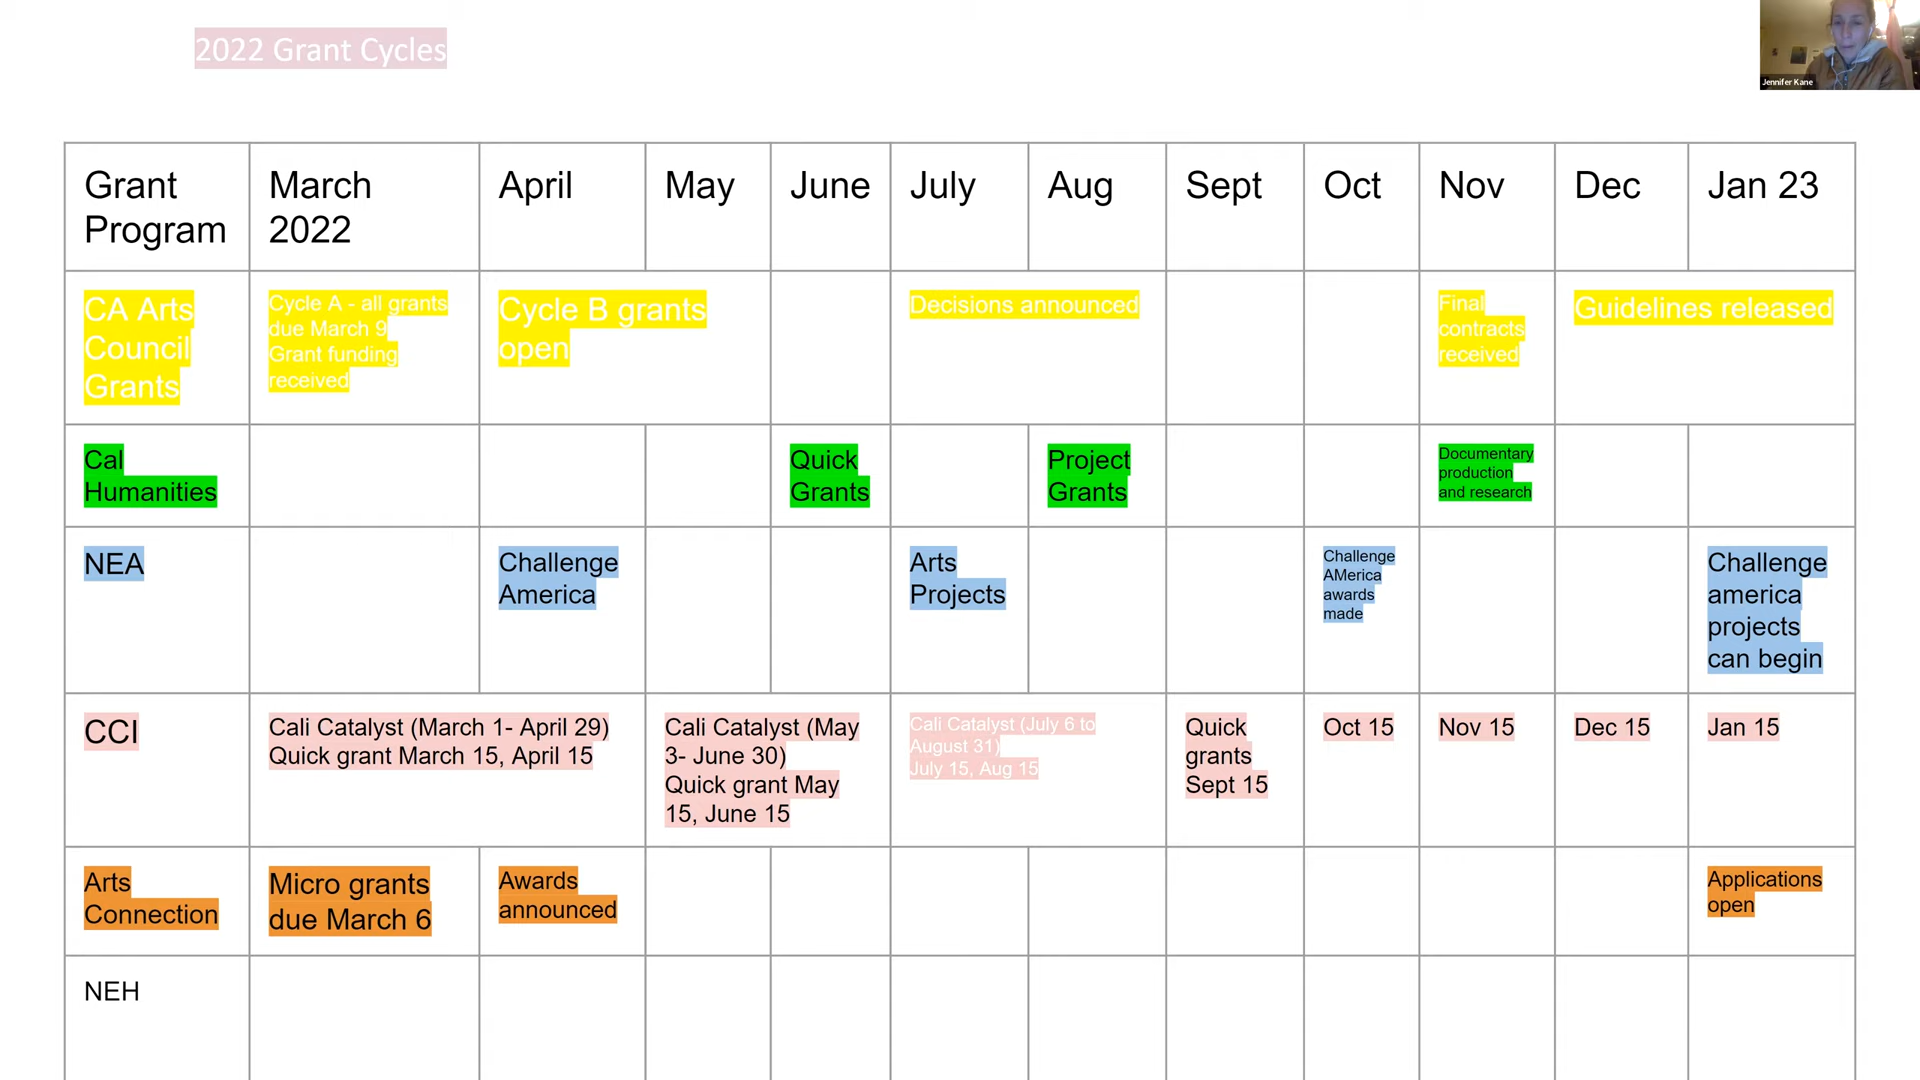 2022 Grant Cycles
Jennifer Kane
Grant
Program
March
2022
April
May
June
July
Aug
Sept
Oct
Nov
Dec
Jan 23
CA Arts
Council
Grants
Cycle A - all grants
due March 9
Grant funding
received
Cycle B grants
open
Decisions announced
Final
contracts
received
Guidelines released
Cal
Humanities
Quick
Grants
Project
Grants
Documentary
production
and research
NEA
Challenge
America
Arts
Projects
Challenge
AMerica
awards
made
Challenge
america
projects
can begin
CCI
Cali Catalyst (March 1- April 29)
Quick grant March 15, April 15
Cali Catalyst (May
3- June 30)
Quick grant May
15, June 15
Cali Catalyst (July 6 to
August 31)
July 15, Aug 15
Quick
grants
Sept 15
Oct 15
Nov 15
Dec 15
Jan 15
Arts
Connection
Micro grants
due March 6
Awards
announced
Applications
open
NEH